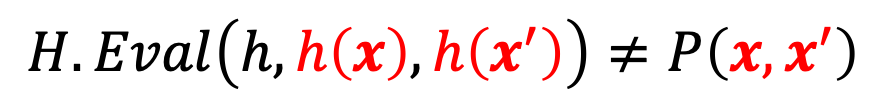 H.Eval(h, h(x), h(x′)) ≠ P(x, x′)